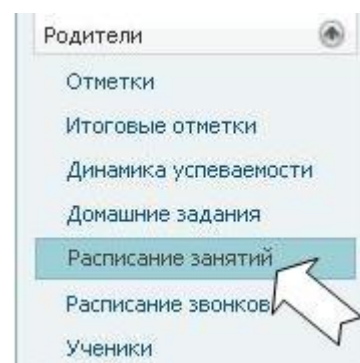 Родители
Отметки
Итоговые отметки
Динамика успеваемости
Домашние задания
Расписание занятий
Расписание звонков
Ученики